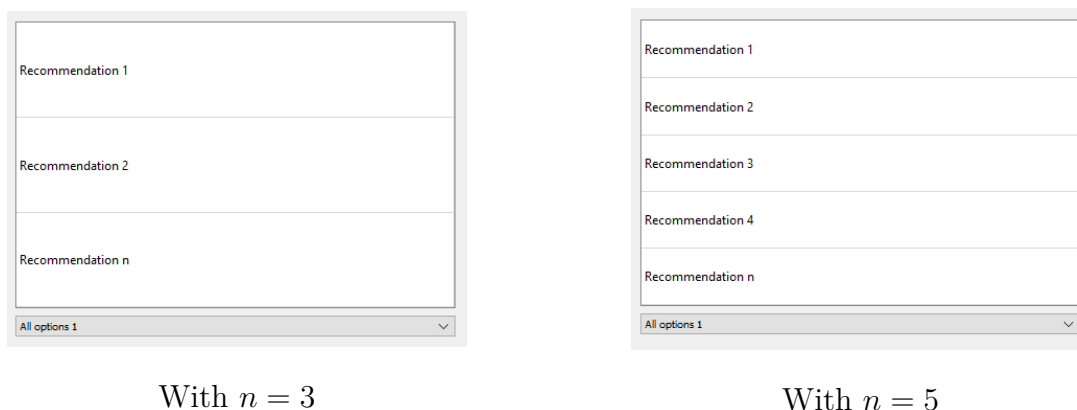 Recommendation 1
Recommendation 2
Recommendation n
All options 1
With n = 3
Recommendation 1
Recommendation 2
Recommendation 3
Recommendation 4
Recommendation n
All options 1
With n = 5